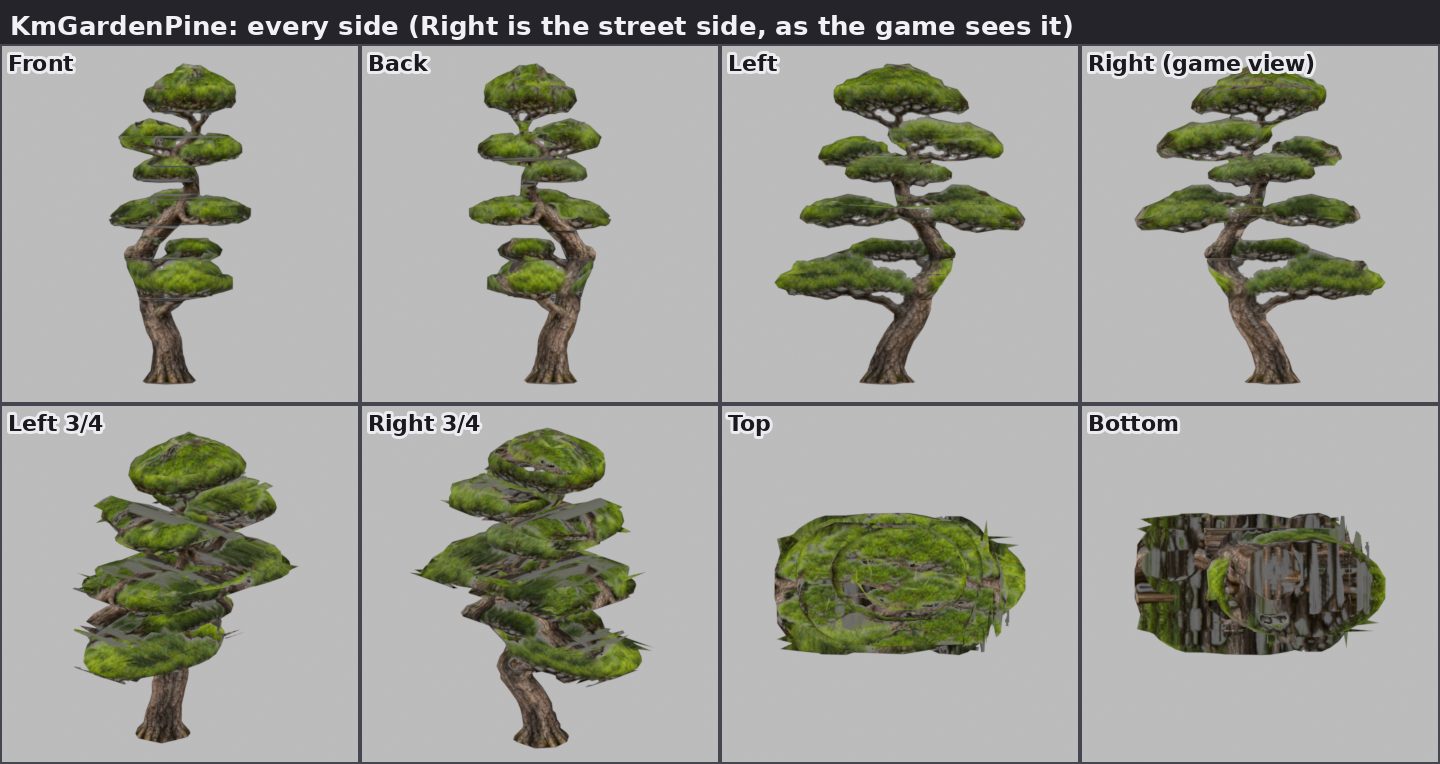 KmGardenPine: every side (Right is the street side, as the game sees it)
Front
Back
Left
Right (game view)
Left 3/4
Right 3/4
Top
Bottom